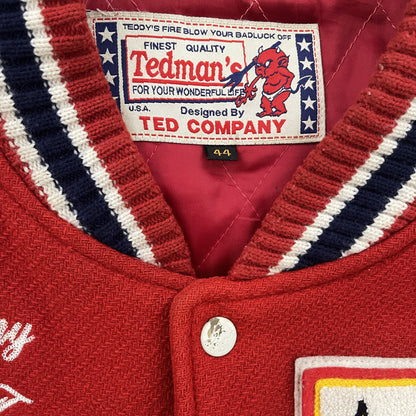 TEDDY'S FIRE BLOW YOUR BADLUCK OFF
FINEST QUALITY
Tedman's
FOR YOUR WONDERFUL LIFE
U.S.A. Designed By
TED COMPANY
44